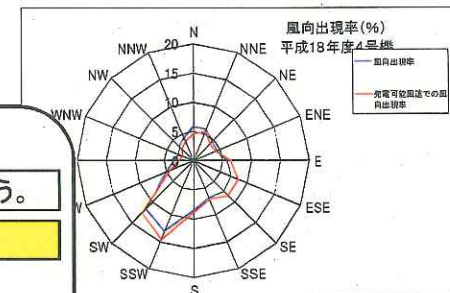 風向出現率(%)
平成18年度4号機
風向出現率
発電可能風速での風
向出現率
N
NNE
NE
ENE
E
ESE
SE
SSE
S
SSW
SW
WNW
NW
NNW
20
15
10
5
う。